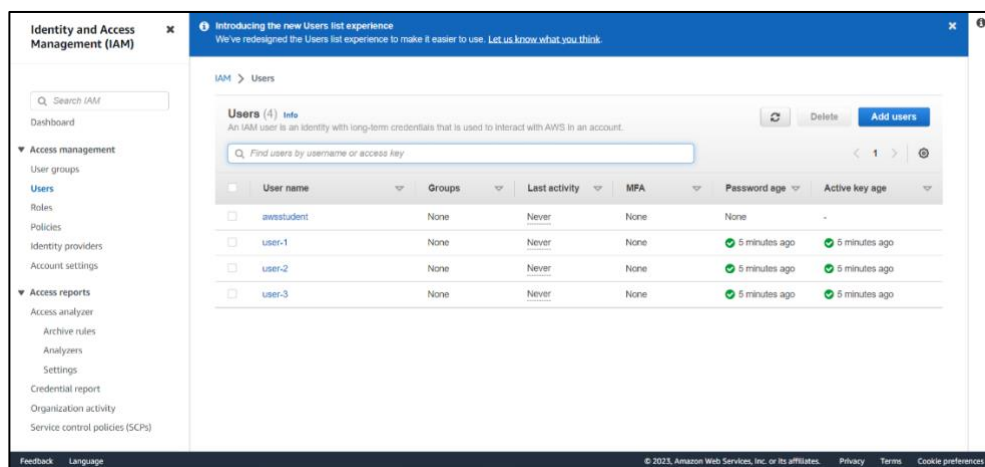 Identity and Access
Management (IAM)
Search IAM
Dashboard
Access management
User groups
Users
Roles
Policies
Identity providers
Account settings
Access reports
Access analyzer
Archive rules
Analyzers
Settings
Credential report
Organization activity
Service control policies (SCPs)
Introducing the new Users list experience
We've redesigned the Users list experience to make it easier to use. Let us know what you think.
IAM > Users
Users (4) Info
An IAM user is an identity with long-term credentials that is used to interact with AWS in an account.
Delete
Add users
Find users by username or access key
1
User name Groups Last activity MFA Password age Active key age
awsstudent None Never None None -
user-1 None Never None 5 minutes ago 5 minutes ago
user-2 None Never None 5 minutes ago 5 minutes ago
user-3 None Never None 5 minutes ago 5 minutes ago
Feedback Language © 2023, Amazon Web Services, Inc. or its affiliates. Privacy Terms Cookie preferences